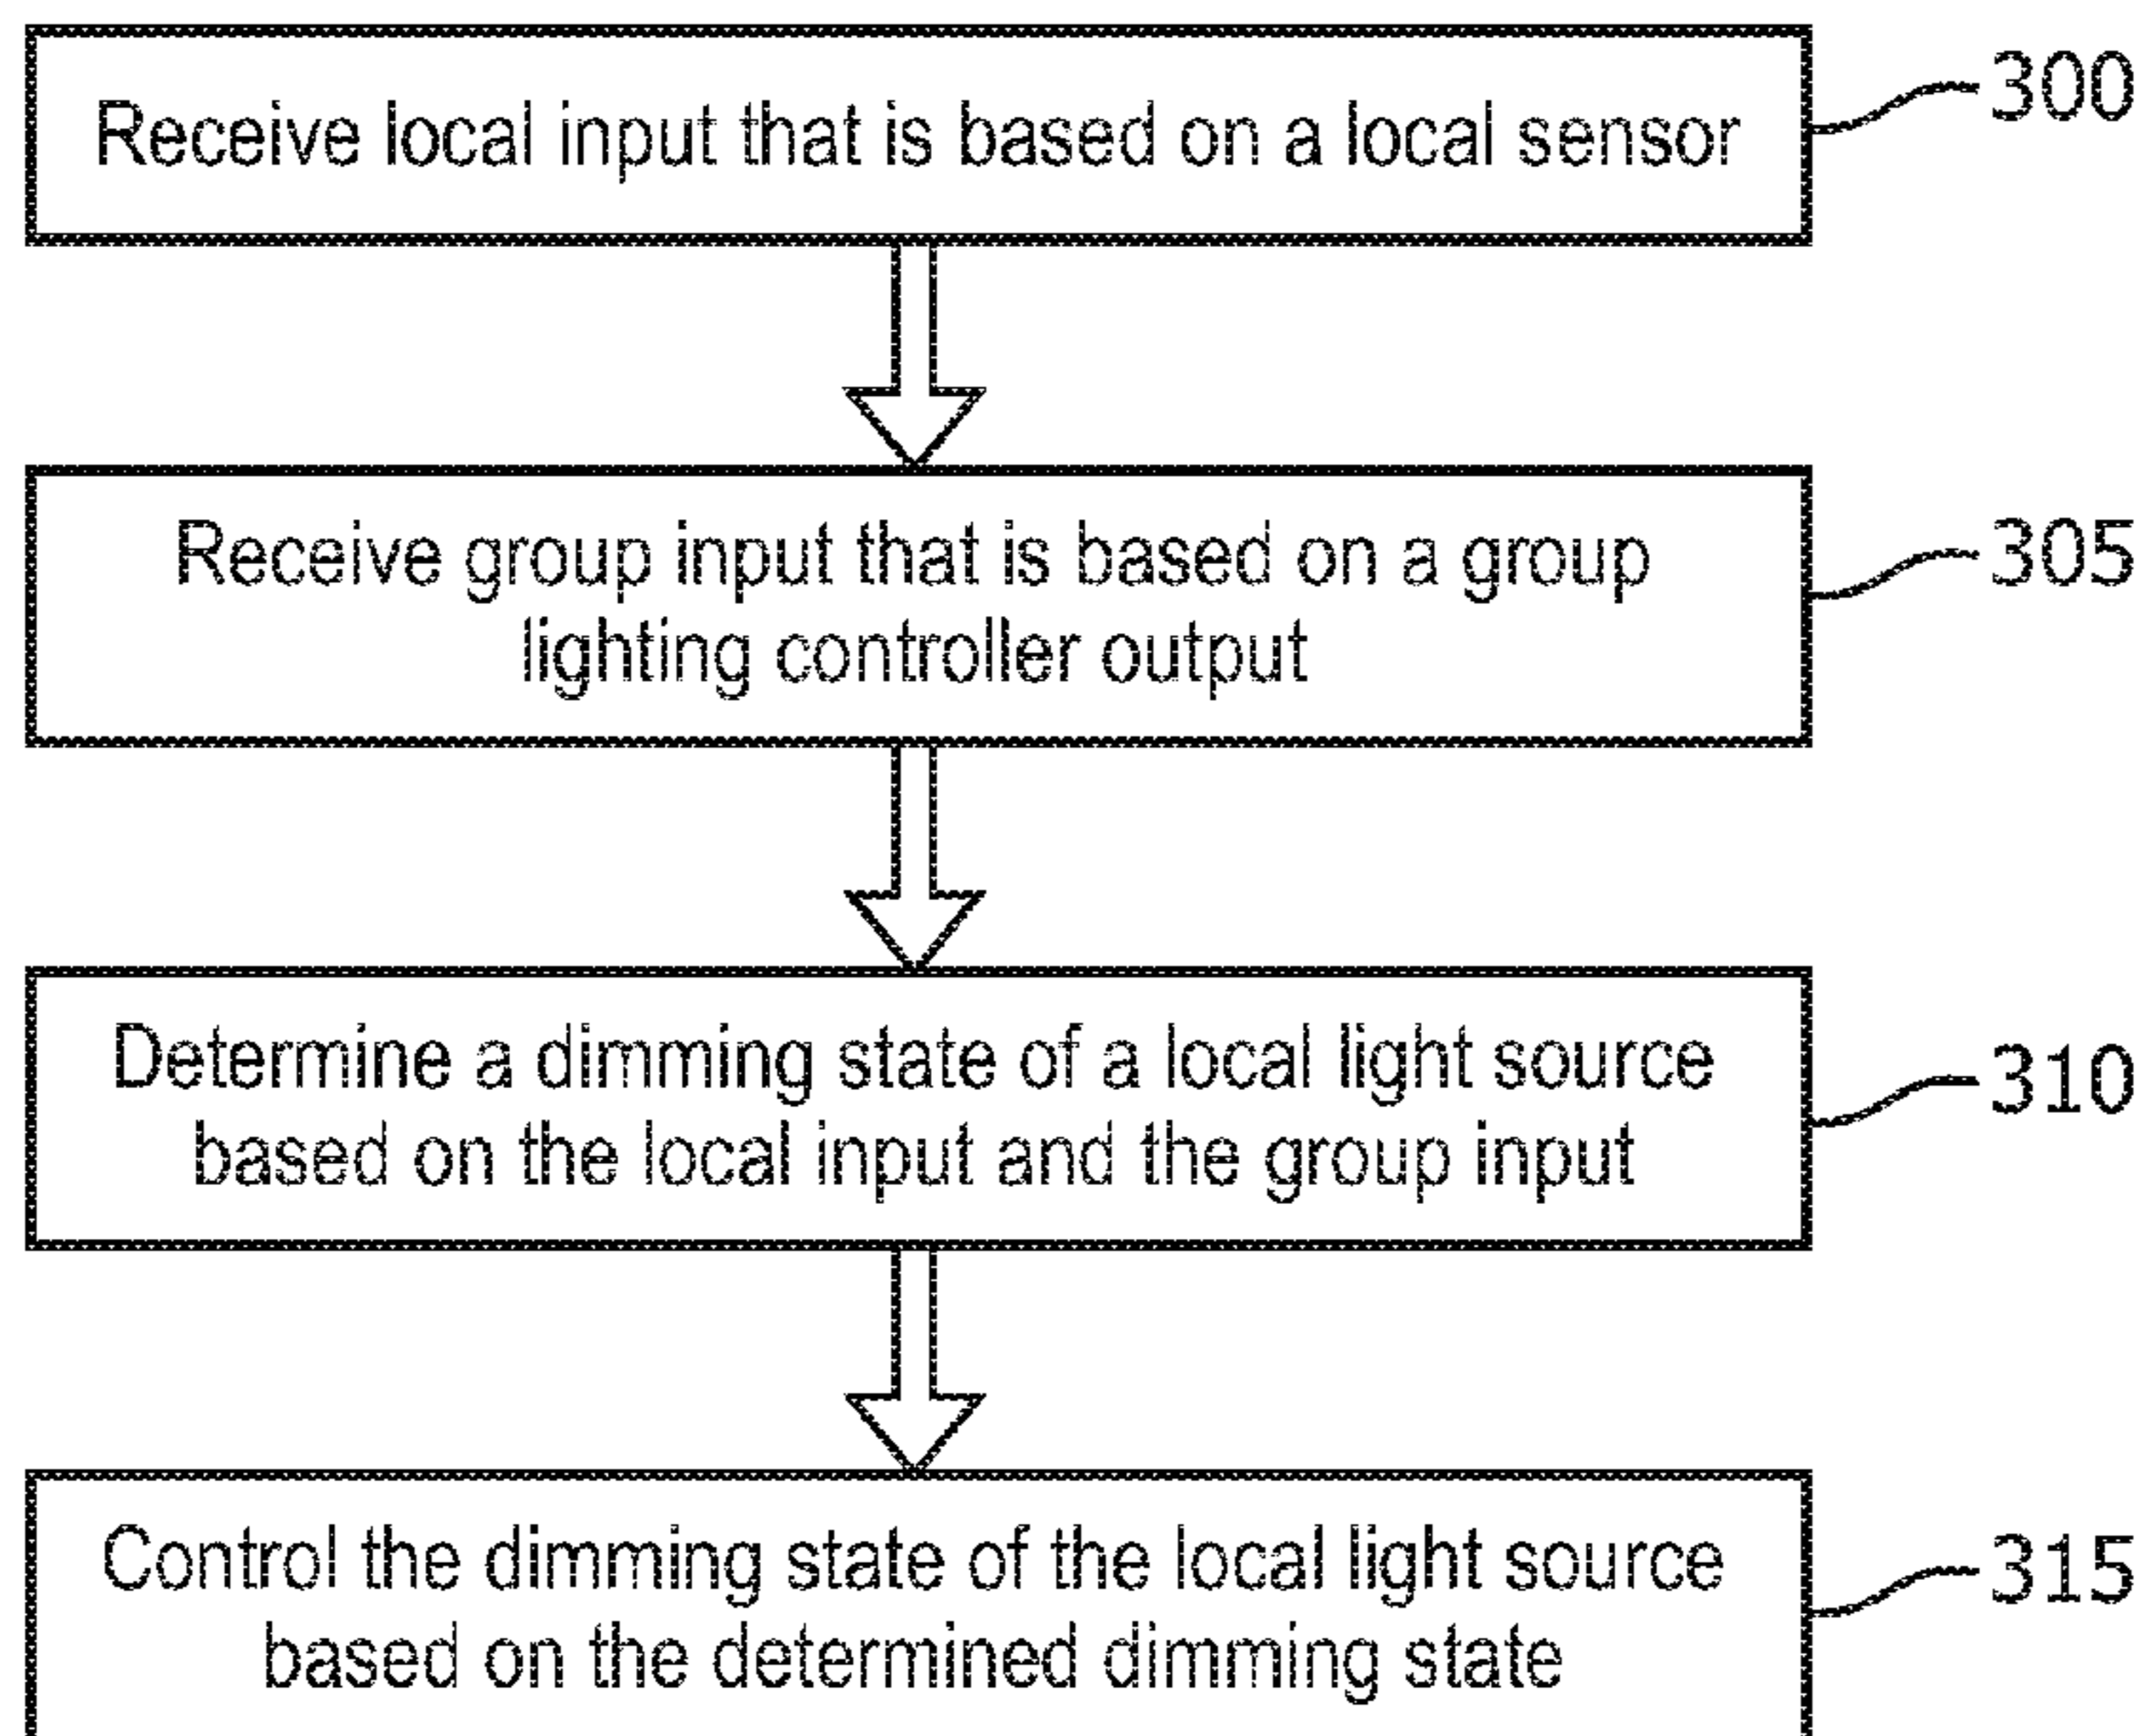 Receive local input that is based on a local sensor
300
Receive group input that is based on a group
lighting controller output
305
Determine a dimming state of a local light source
based on the local input and the group input
310
Control the dimming state of the local light source
based on the determined dimming state
315